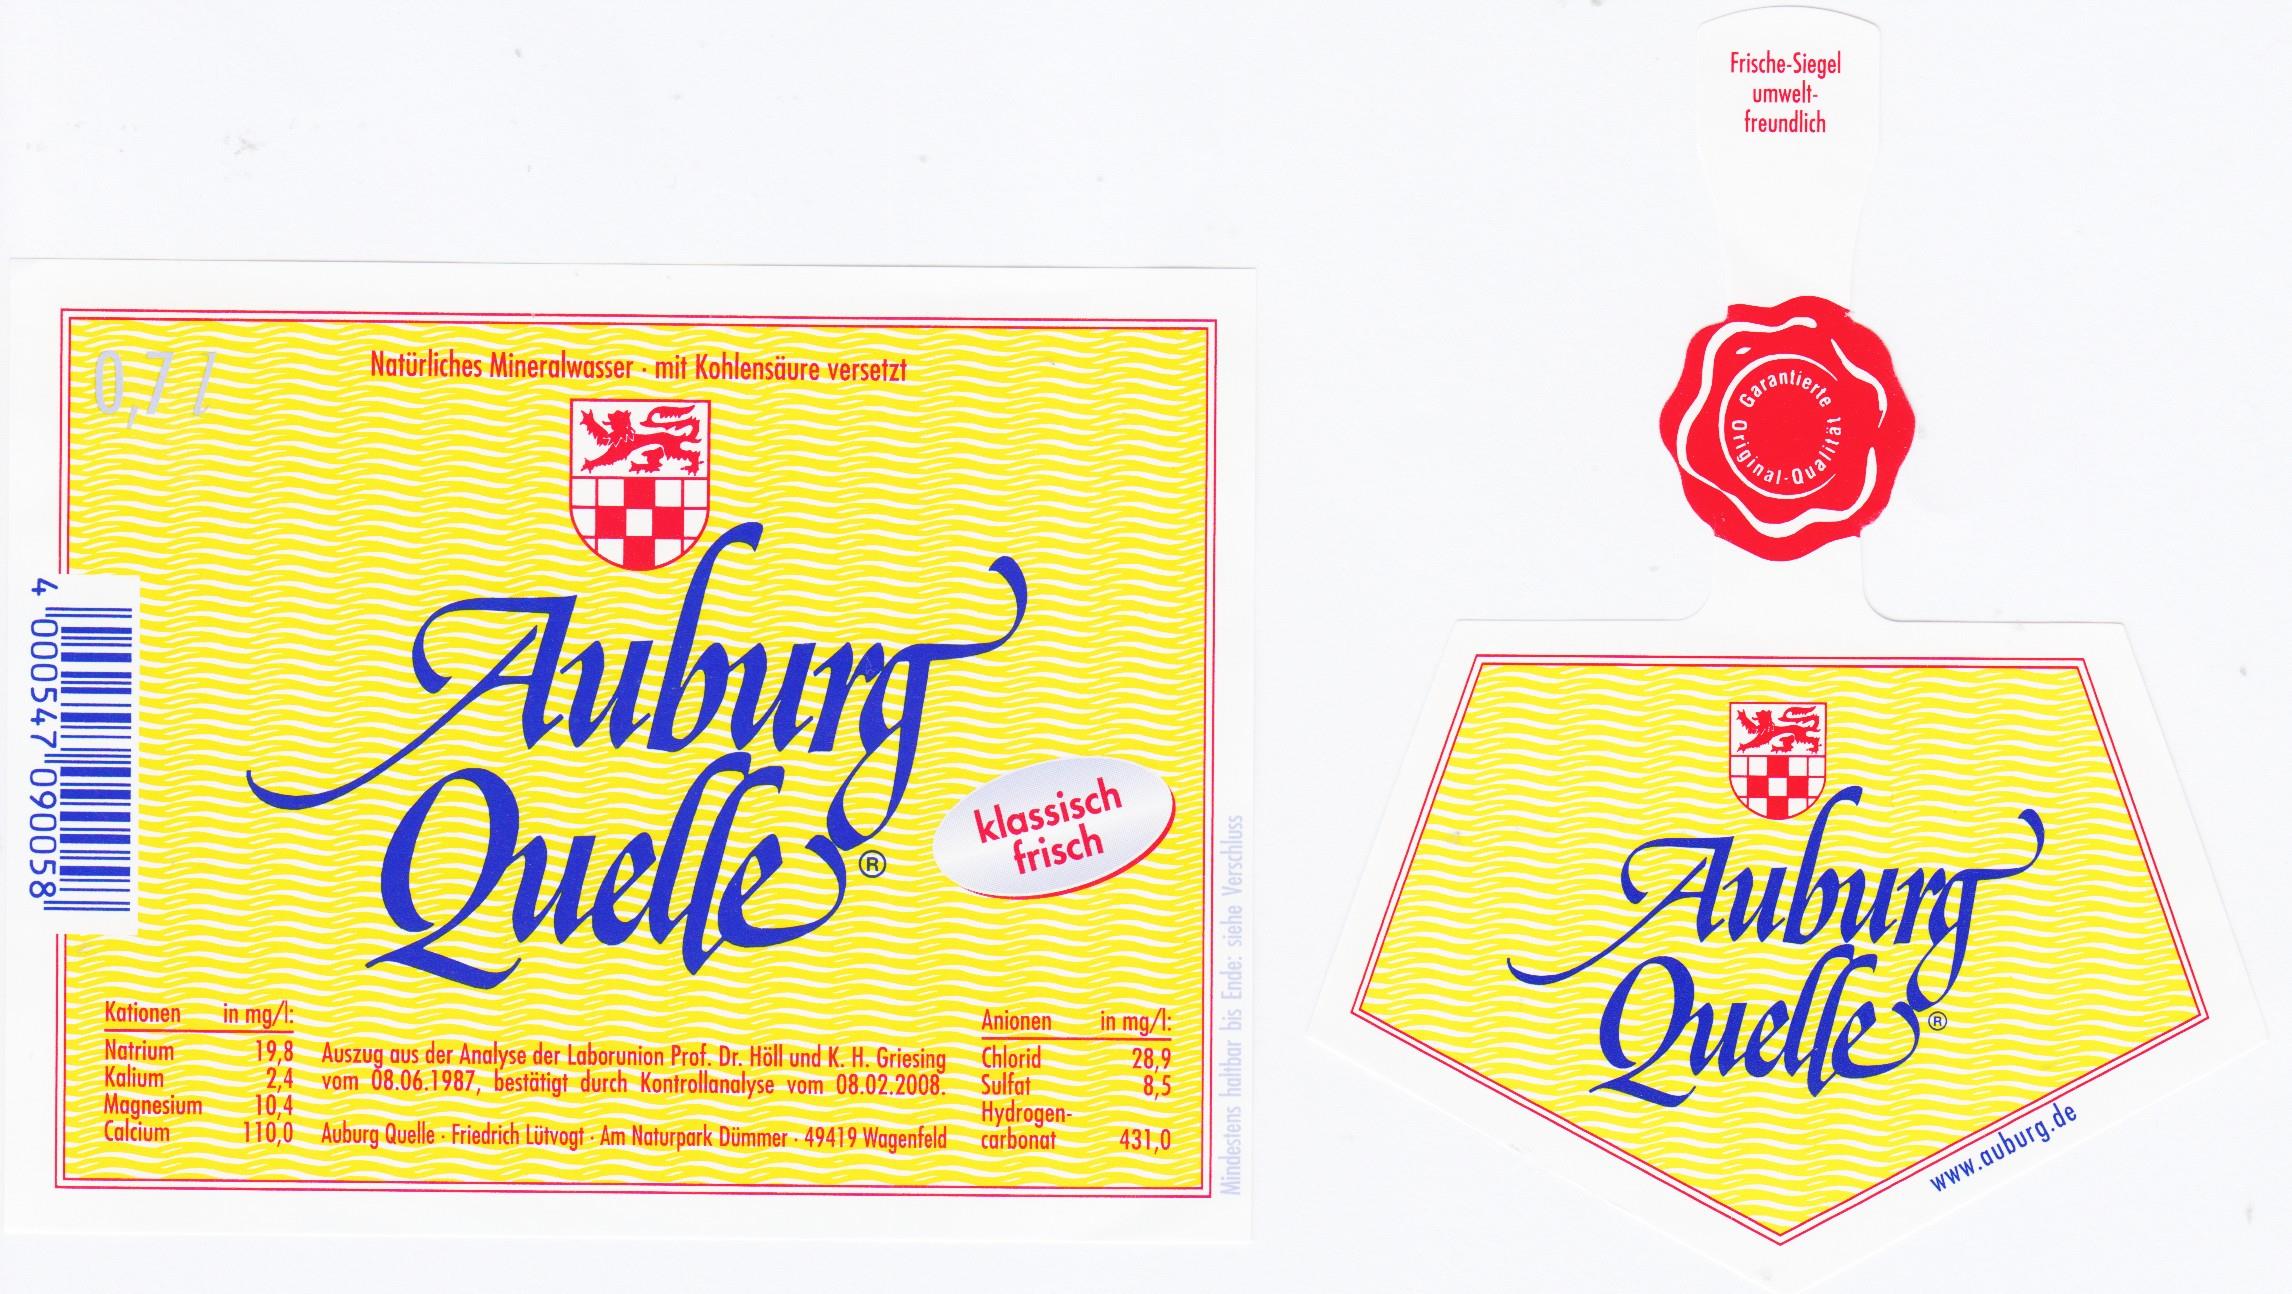 0,7 l
Natürliches Mineralwasser · mit Kohlensäure versetzt
Auburg
Quelle ®
klassisch
frisch
4 000547 090058
Kationen in mg/l:
Natrium 19,8
Kalium 2,4
Magnesium 10,4
Calcium 110,0
Auszug aus der Analyse der Laborunion Prof. Dr. Höll und K. H. Griesing
vom 08.06.1987, bestätigt durch Kontrollanalyse vom 08.02.2008.
Auburg Quelle · Friedrich Lütvogt · Am Naturpark Dümmer · 49419 Wagenfeld
Anionen in mg/l:
Chlorid 28,9
Sulfat 8,5
Hydrogen-
carbonat 431,0
Mindestens haltbar bis Ende: siehe Verschluss
Frische-Siegel
umwelt-
freundlich
Garantierte
Original-Qualität
Auburg
Quelle ®
www.auburg.de